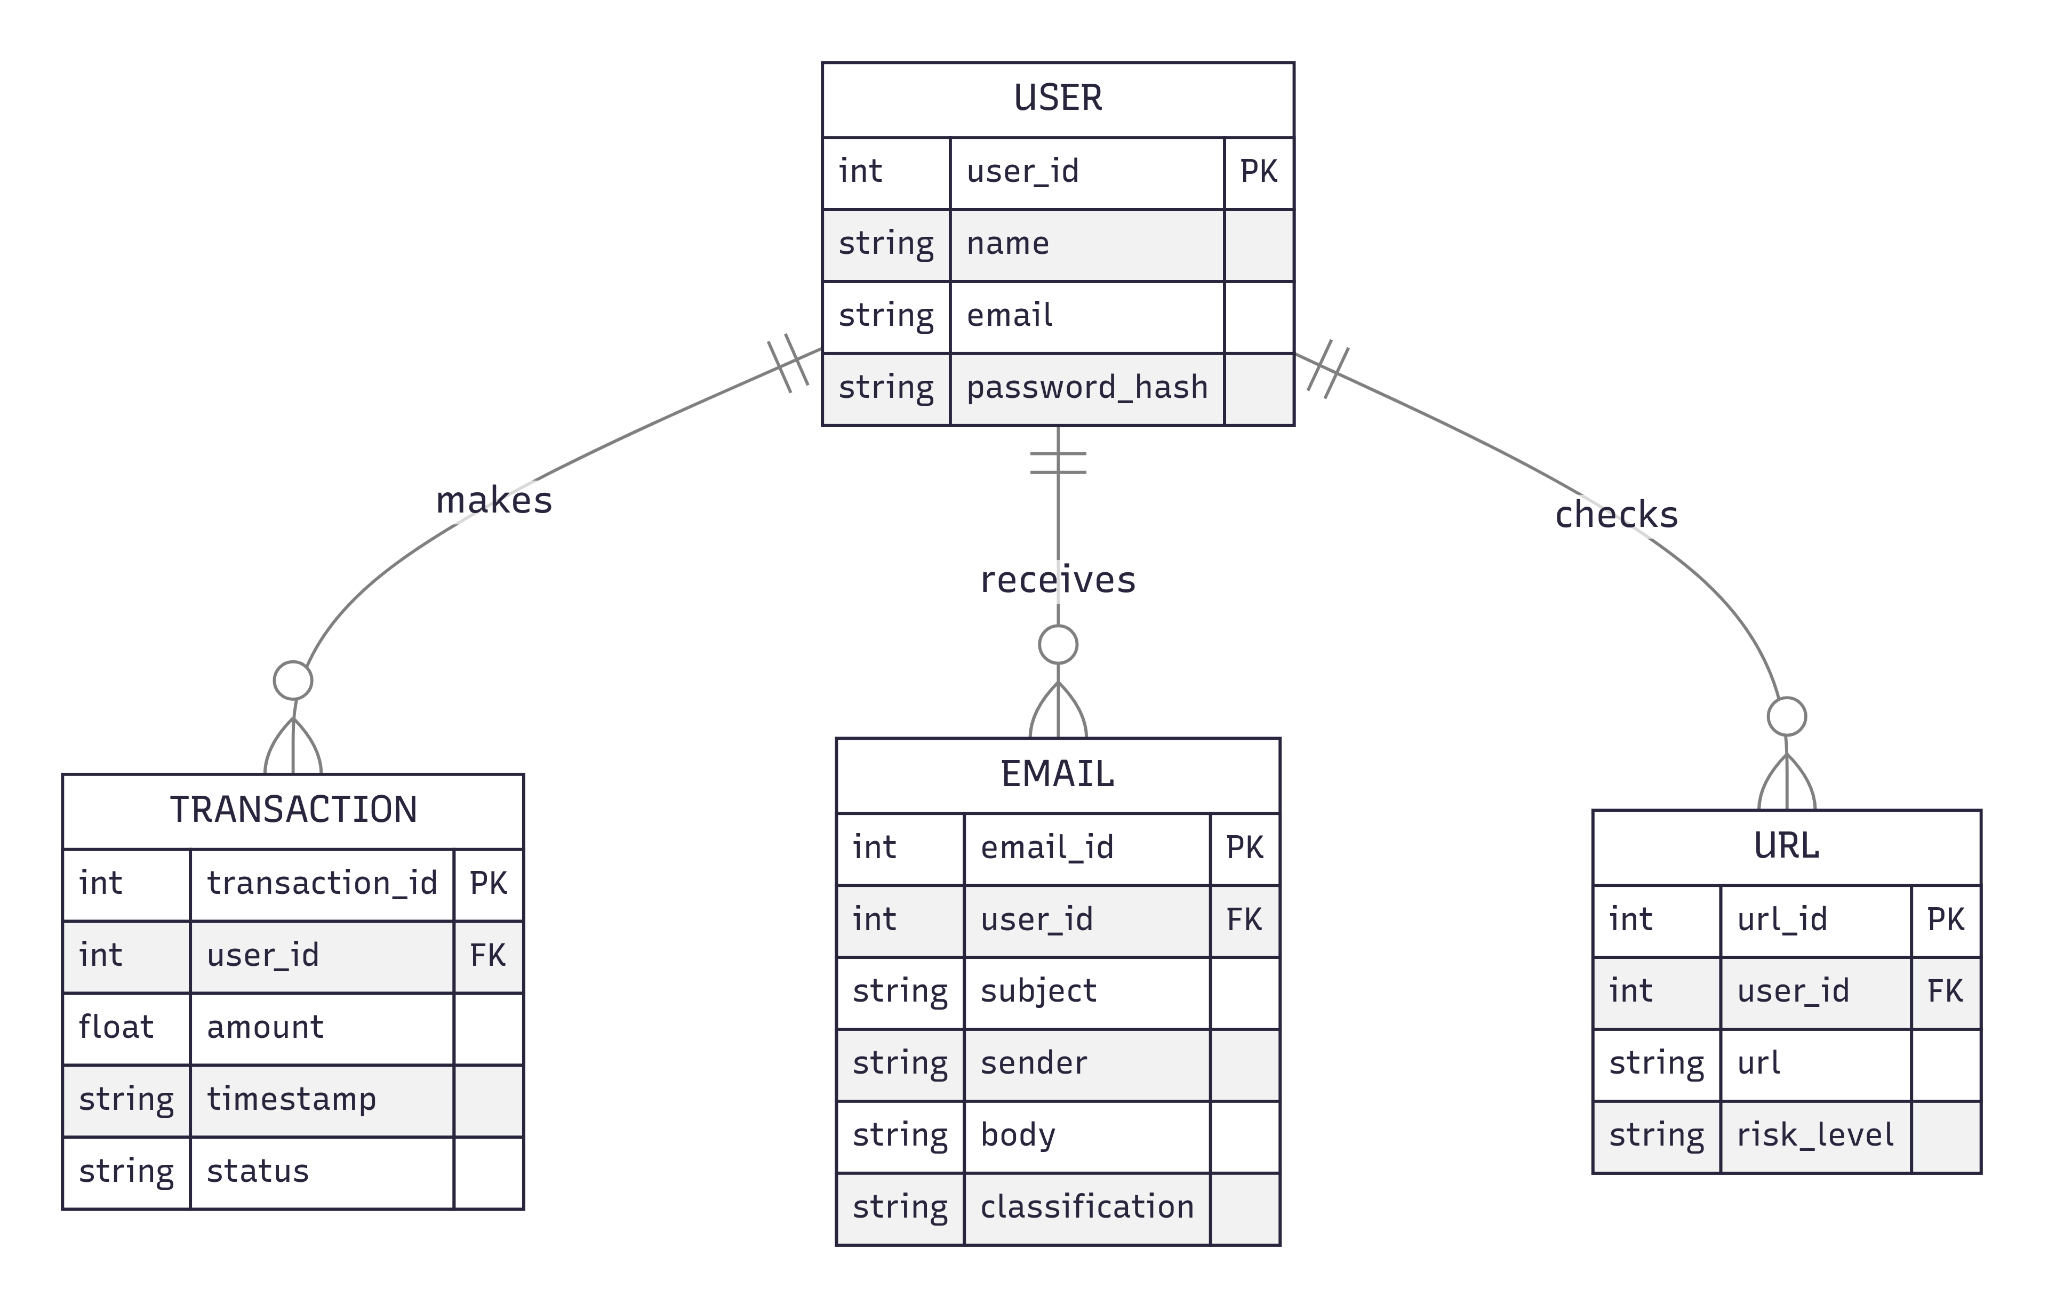 USER
int user_id PK
string name
string email
string password_hash
makes
receives
checks
TRANSACTION
int transaction_id PK
int user_id FK
float amount
string timestamp
string status
EMAIL
int email_id PK
int user_id FK
string subject
string sender
string body
string classification
URL
int url_id PK
int user_id FK
string url
string risk_level